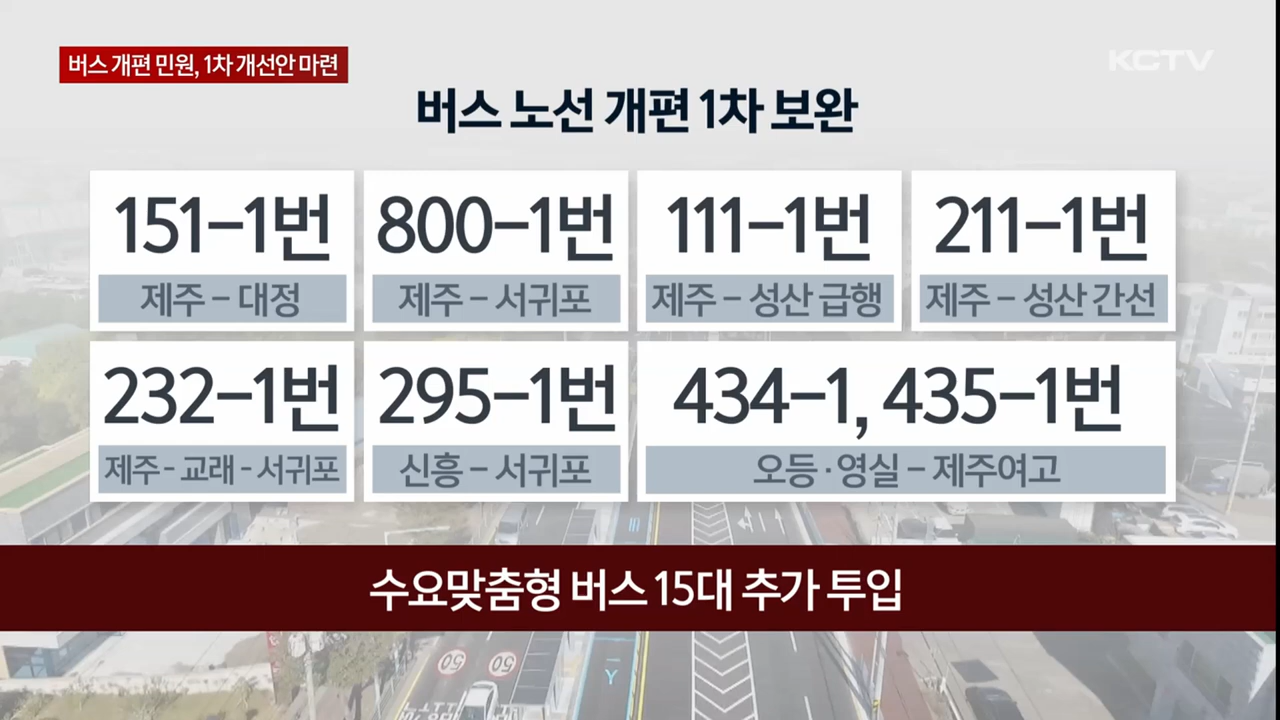 버스 개편 민원, 1차 개선안 마련
KCTV
버스 노선 개편 1차 보완
151-1번
제주 - 대정
800-1번
제주 - 서귀포
111-1번
제주 - 성산 급행
211-1번
제주 - 성산 간선
232-1번
제주 - 교래 - 서귀포
295-1번
신흥 - 서귀포
434-1, 435-1번
오등·영실 - 제주여고
수요맞춤형 버스 15대 추가 투입
50
50